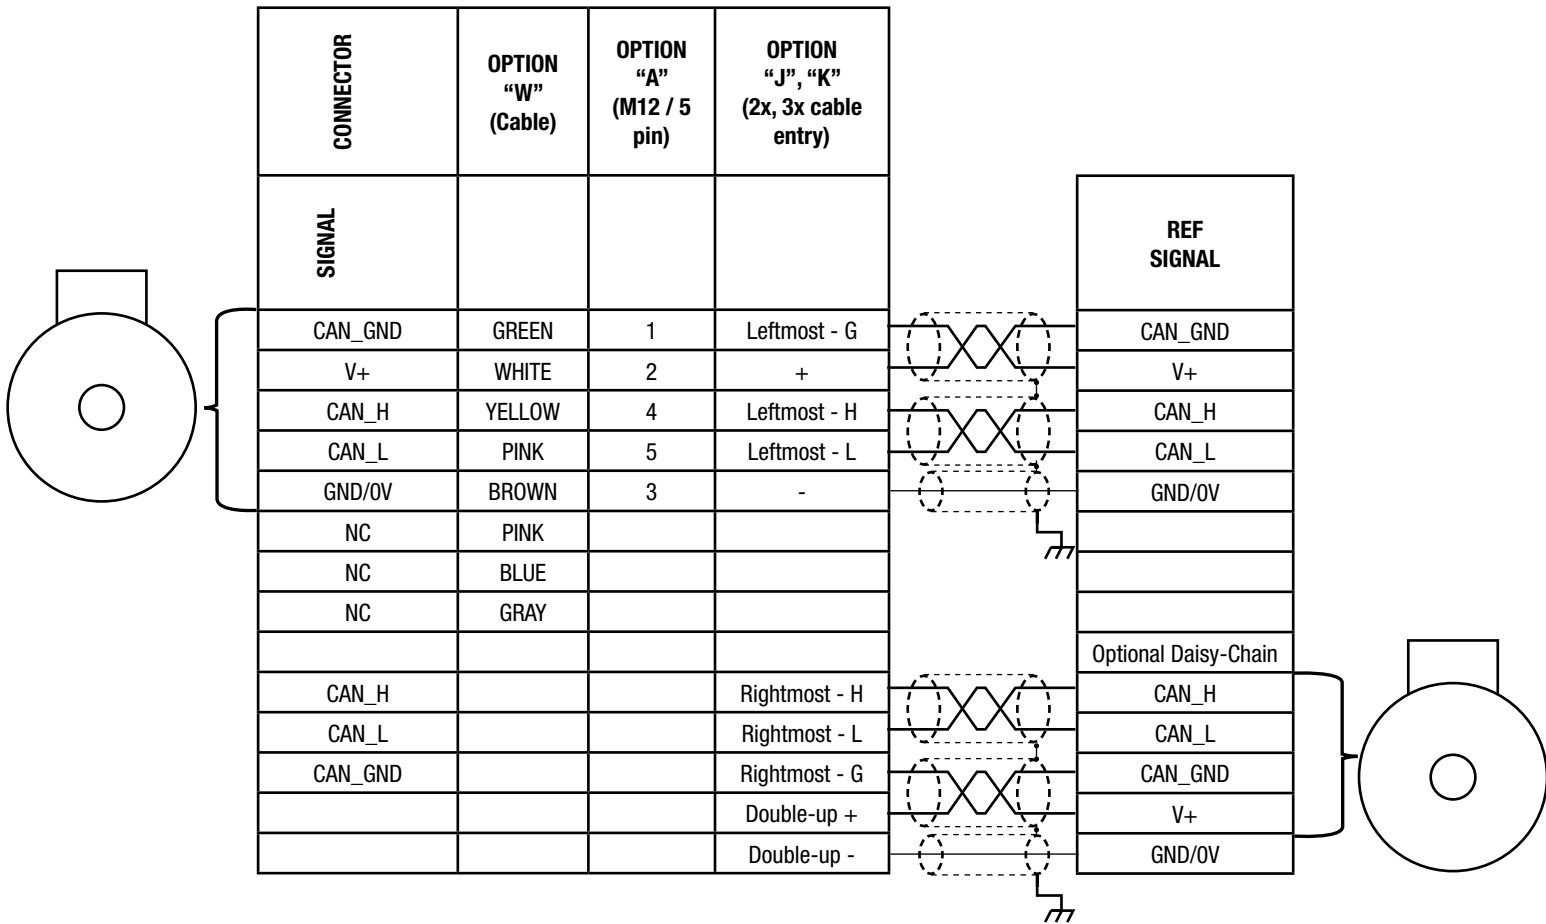 CONNECTOR
OPTION
“W”
(Cable)
OPTION
“A”
(M12 / 5
pin)
OPTION
“J”, “K”
(2x, 3x cable
entry)
SIGNAL
REF
SIGNAL
CAN_GND GREEN 1 Leftmost - G CAN_GND
V+ WHITE 2 + V+
CAN_H YELLOW 4 Leftmost - H CAN_H
CAN_L PINK 5 Leftmost - L CAN_L
GND/0V BROWN 3 - GND/0V
NC PINK
NC BLUE
NC GRAY
Optional Daisy-Chain
CAN_H Rightmost - H CAN_H
CAN_L Rightmost - L CAN_L
CAN_GND Rightmost - G CAN_GND
Double-up + V+
Double-up - GND/0V